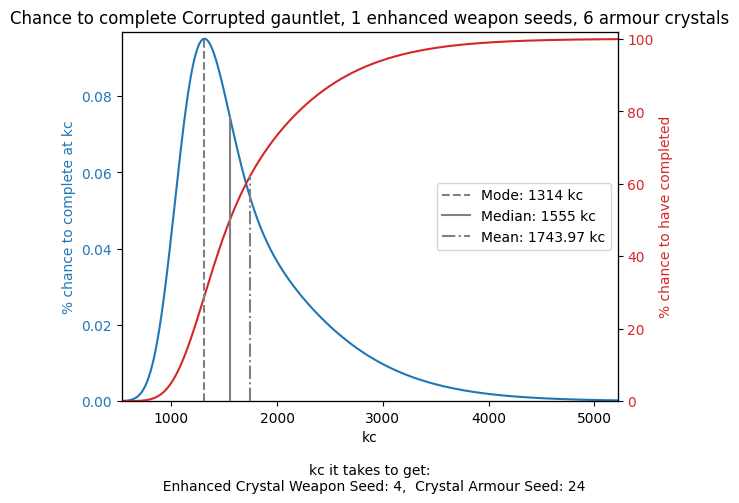 Chance to complete Corrupted gauntlet, 1 enhanced weapon seeds, 6 armour crystals
% chance to complete at kc
0.08
0.06
0.04
0.02
0.00
100
80
60
40
20
0
% chance to have completed
Mode: 1314 kc
Median: 1555 kc
Mean: 1743.97 kc
1000 2000 3000 4000 5000
kc
kc it takes to get:
Enhanced Crystal Weapon Seed: 4,  Crystal Armour Seed: 24